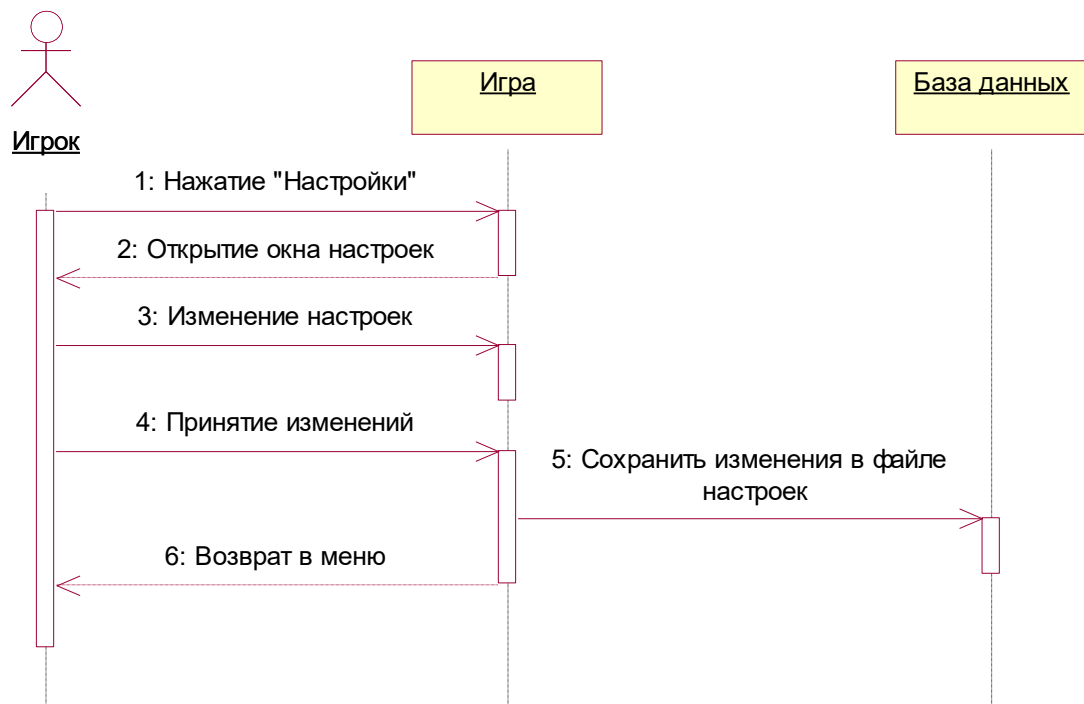 Игра
База данных
Игрок
1: Нажатие "Настройки"
2: Открытие окна настроек
3: Изменение настроек
4: Принятие изменений
5: Сохранить изменения в файле
настроек
6: Возврат в меню